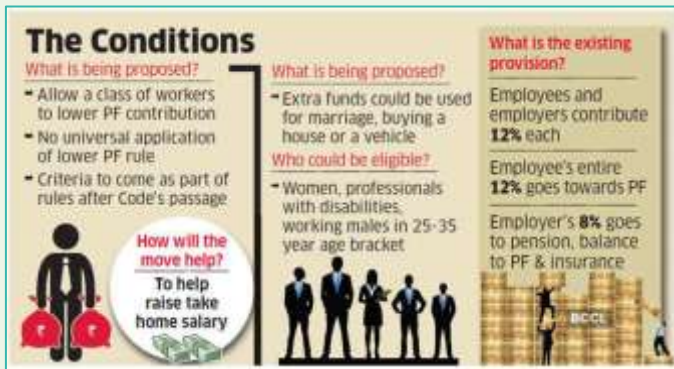 The Conditions
What is being proposed?
- Allow a class of workers
to lower PF contribution
- No universal application
of lower PF rule
- Criteria to come as part of
rules after Code's passage
How will the
move help?
To help
raise take
home salary
₹ ₹
What is being proposed?
- Extra funds could be used
for marriage, buying a
house or a vehicle
Who could be eligible?
- Women, professionals
with disabilities,
working males in 25-35
year age bracket
What is the existing
provision?
Employees and
employers contribute
12% each
Employee's entire
12% goes towards PF
Employer's 8% goes
to pension, balance
to PF & insurance
BCCL